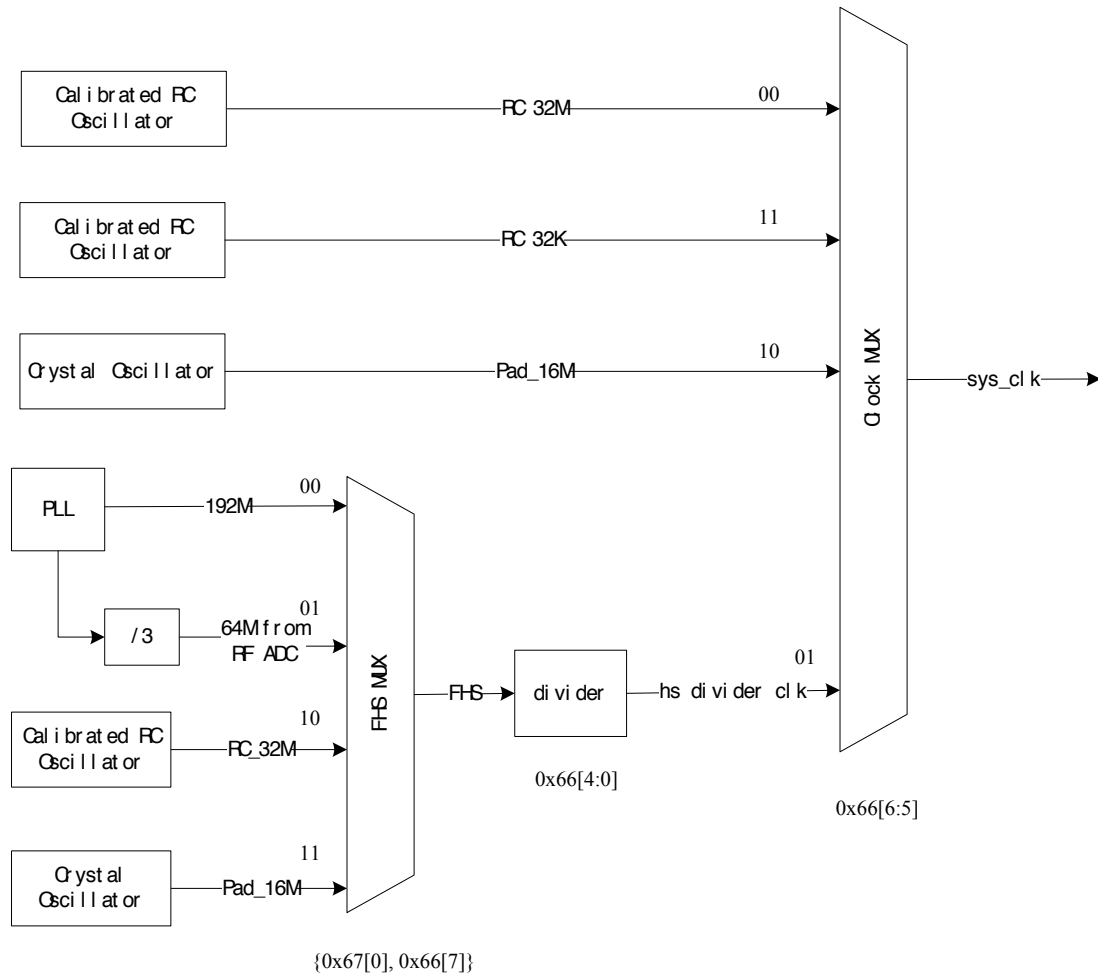 Calibrated RC
Oscillator
RC 32M
00
Calibrated RC
Oscillator
RC 32K
11
Crystal Oscillator
Pad_16M
10
Clock MUX
sys_clk
PLL
192M
00
/3
64M from
RF ADC
01
FHS MUX
FHS
divider
hs divider clk
01
Calibrated RC
Oscillator
RC_32M
10
0x66[4:0]
0x66[6:5]
Crystal
Oscillator
Pad_16M
11
{0x67[0], 0x66[7]}